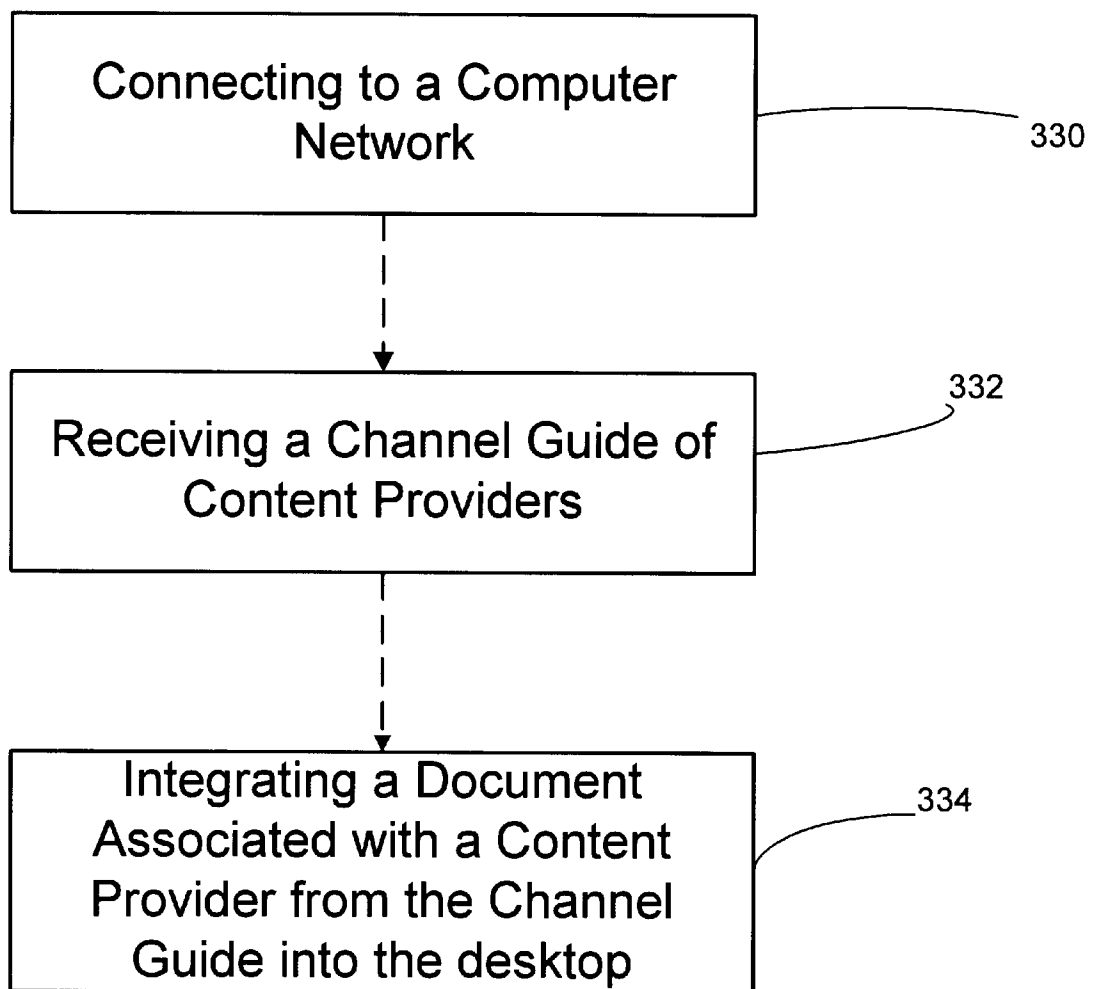 Connecting to a Computer
Network
330
Receiving a Channel Guide of
Content Providers
332
Integrating a Document
Associated with a Content
Provider from the Channel
Guide into the desktop
334